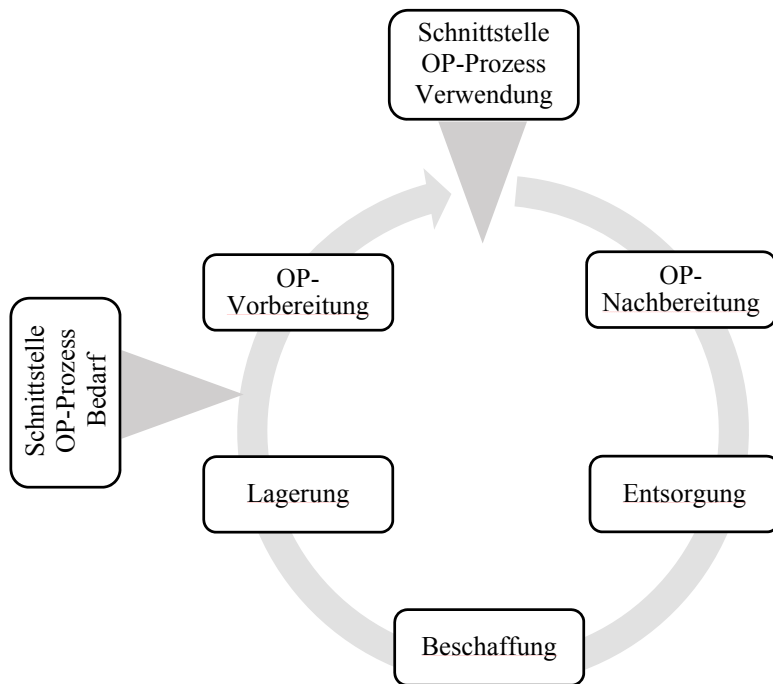 Schnittstelle
OP-Prozess
Verwendung
OP-
Vorbereitung
OP-
Nachbereitung
Schnittstelle
OP-Prozess
Bedarf
Lagerung
Entsorgung
Beschaffung